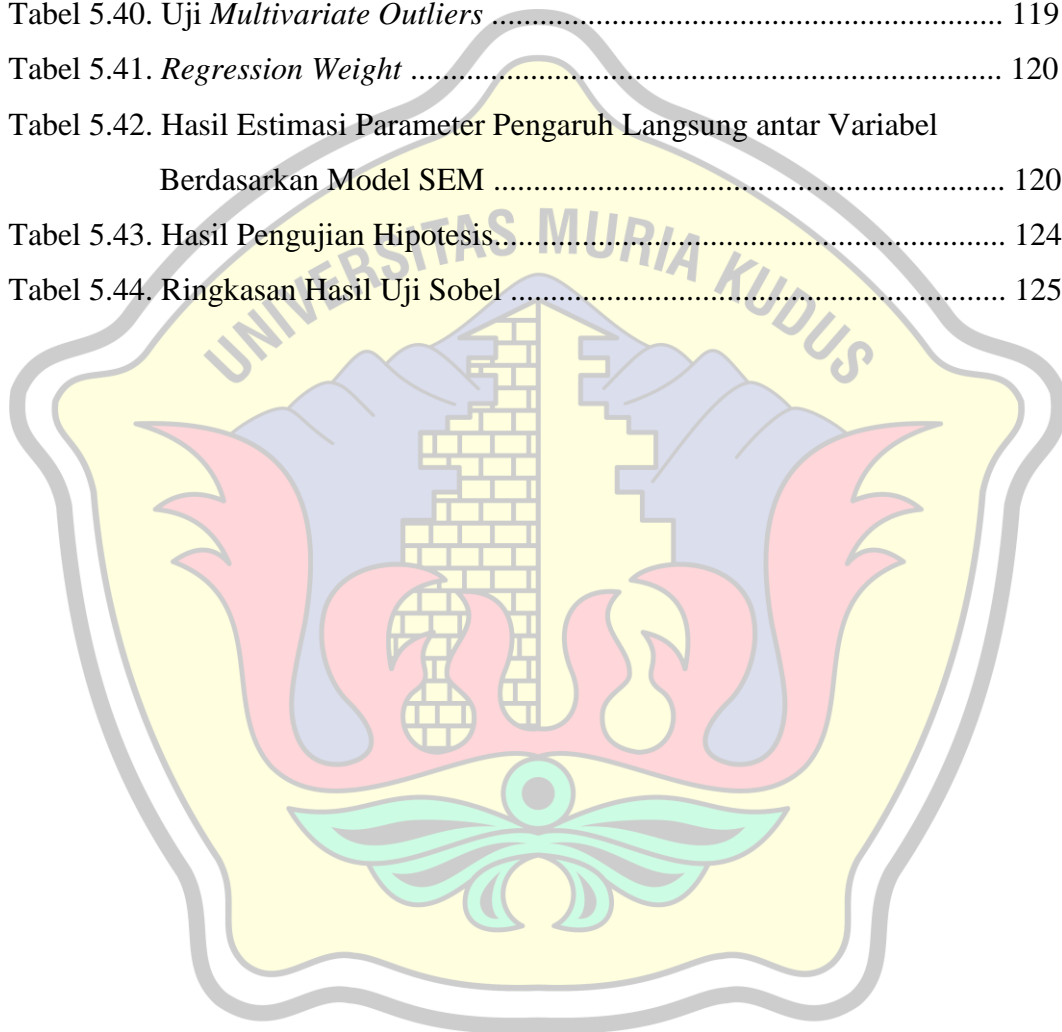 Tabel 5.40. Uji Multivariate Outliers ................................................................ 119
Tabel 5.41. Regression Weight .......................................................................... 120
Tabel 5.42. Hasil Estimasi Parameter Pengaruh Langsung antar Variabel
Berdasarkan Model SEM ................................................................ 120
Tabel 5.43. Hasil Pengujian Hipotesis................................................................ 124
Tabel 5.44. Ringkasan Hasil Uji Sobel .............................................................. 125
UNIVERSITAS MURIA KUDUS